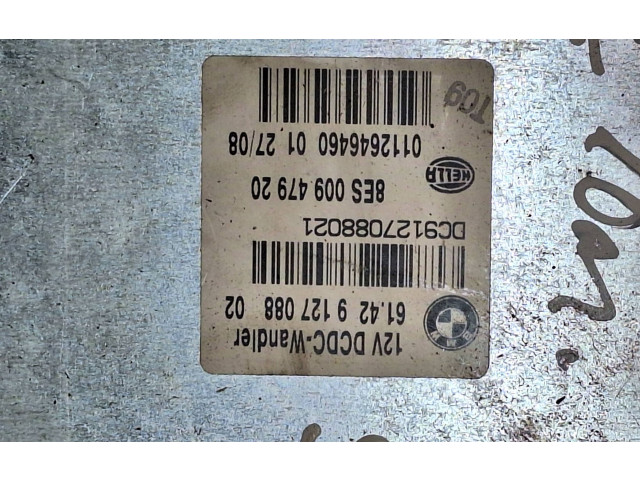 12V DCDC-Wandler
BMW
61.42 9 127 088 02
DC9127088021
8ES 009 479 20
HELLA
0112646460 01 27/08
T09